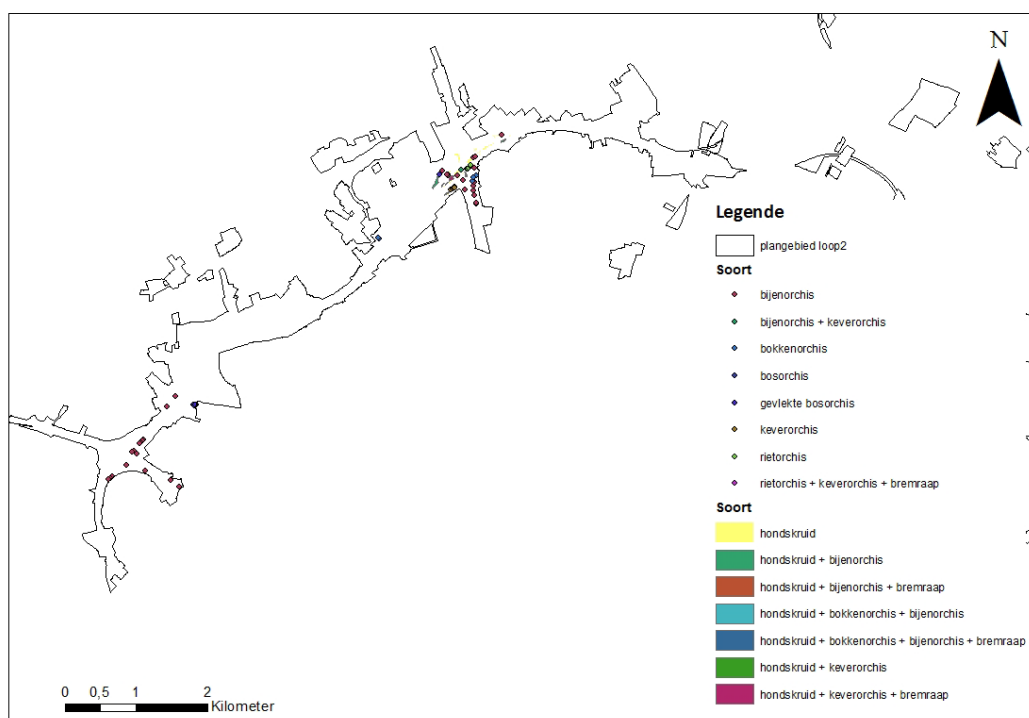 N
Legende
plangebied loop2
Soort
bijenorchis
bijenorchis + keverorchis
bokkenorchis
bosorchis
gevlekte bosorchis
keverorchis
rietorchis
rietorchis + keverorchis + bremraap
Soort
hondskruid
hondskruid + bijenorchis
hondskruid + bijenorchis + bremraap
hondskruid + bokkenorchis + bijenorchis
hondskruid + bokkenorchis + bijenorchis + bremraap
hondskruid + keverorchis
hondskruid + keverorchis + bremraap
0 0,5 1 2
Kilometer